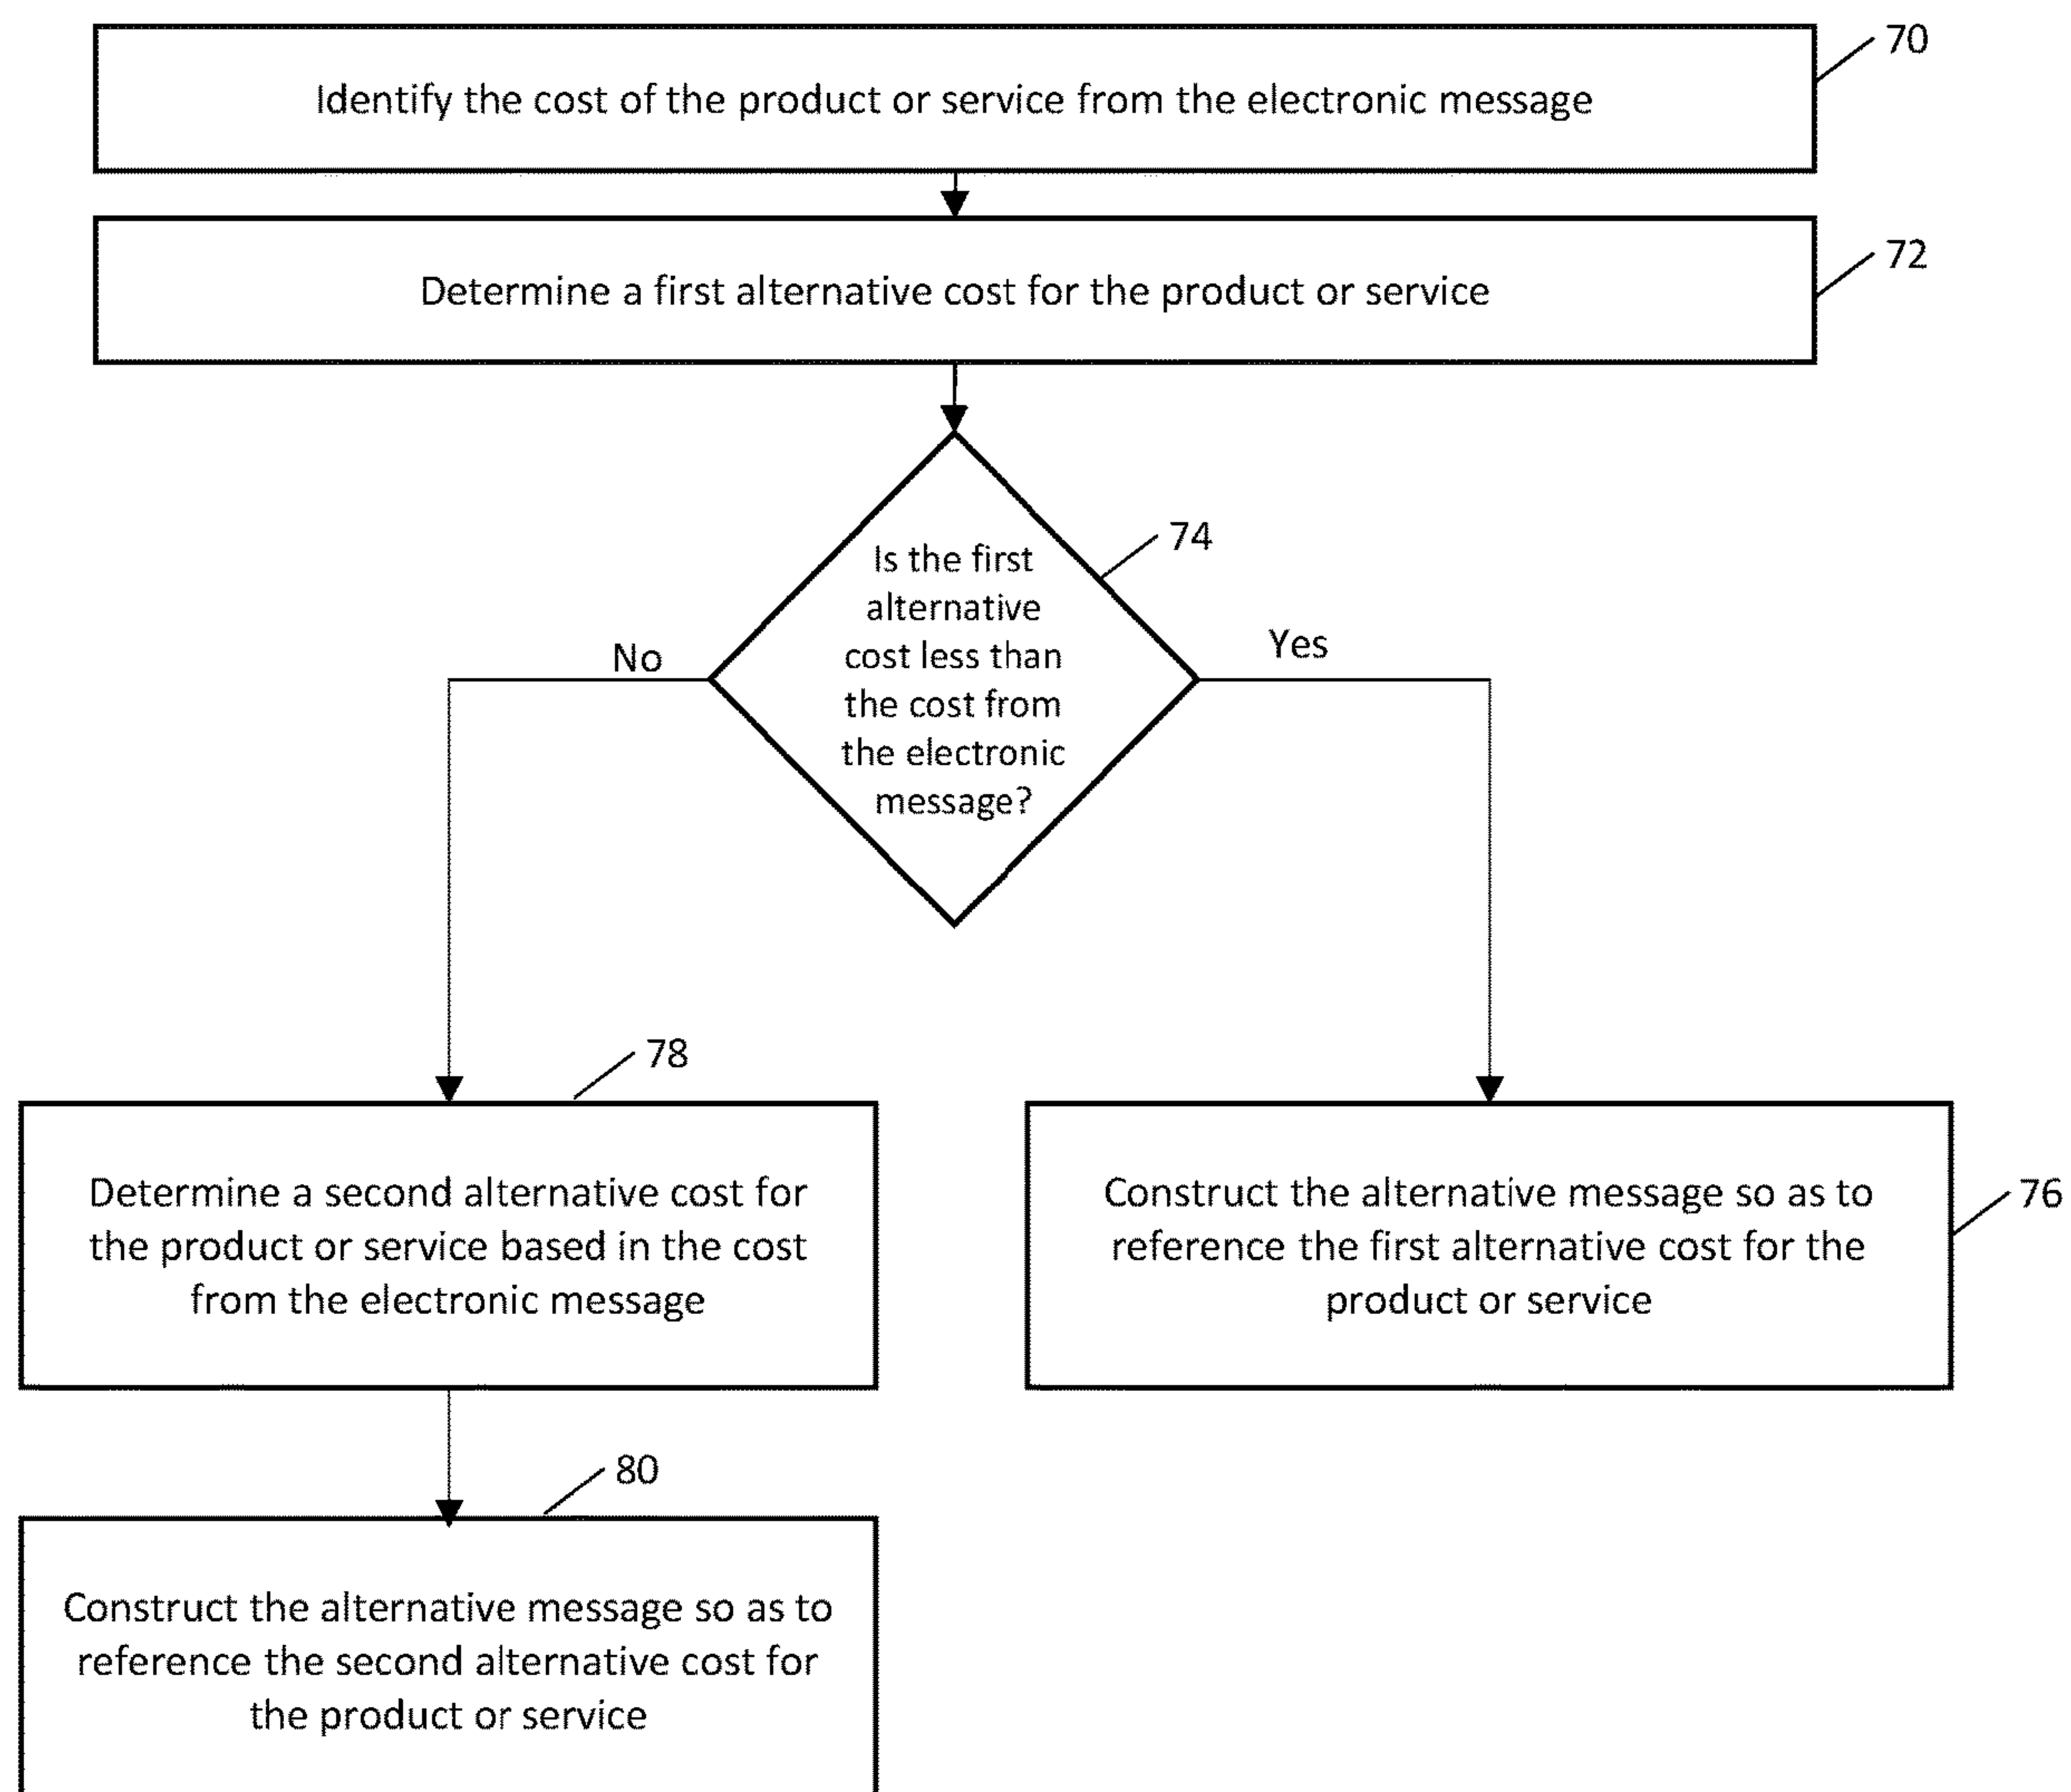 Identify the cost of the product or service from the electronic message
70
Determine a first alternative cost for the product or service
72
Is the first
alternative
cost less than
the cost from
the electronic
message?
74
No
Yes
78
Determine a second alternative cost for
the product or service based in the cost
from the electronic message
Construct the alternative message so as to
reference the first alternative cost for the
product or service
76
80
Construct the alternative message so as to
reference the second alternative cost for
the product or service